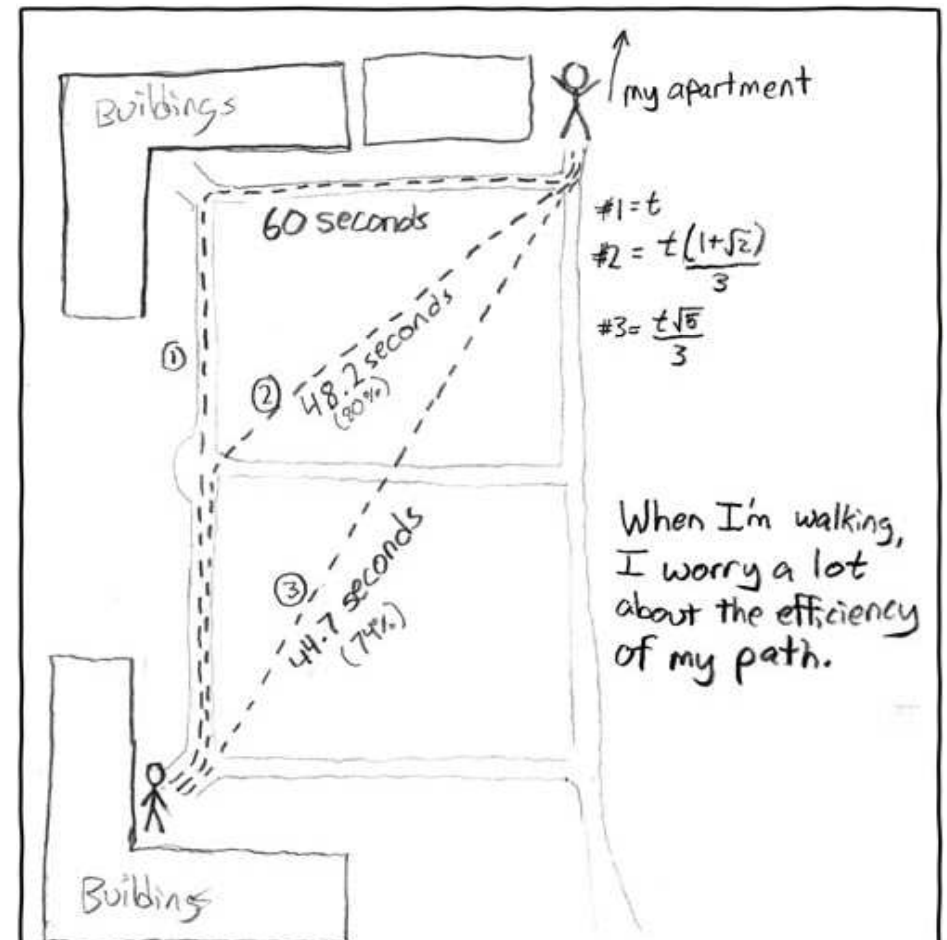 Buildings
my apartment
60 seconds
#1=t
#2 = t(1+√2)
3
#3= t√5
3
①
②
48.2 seconds
(80%)
③
44.7 seconds
(74%)
When I'm walking,
I worry a lot
about the efficiency
of my path.
Buildings